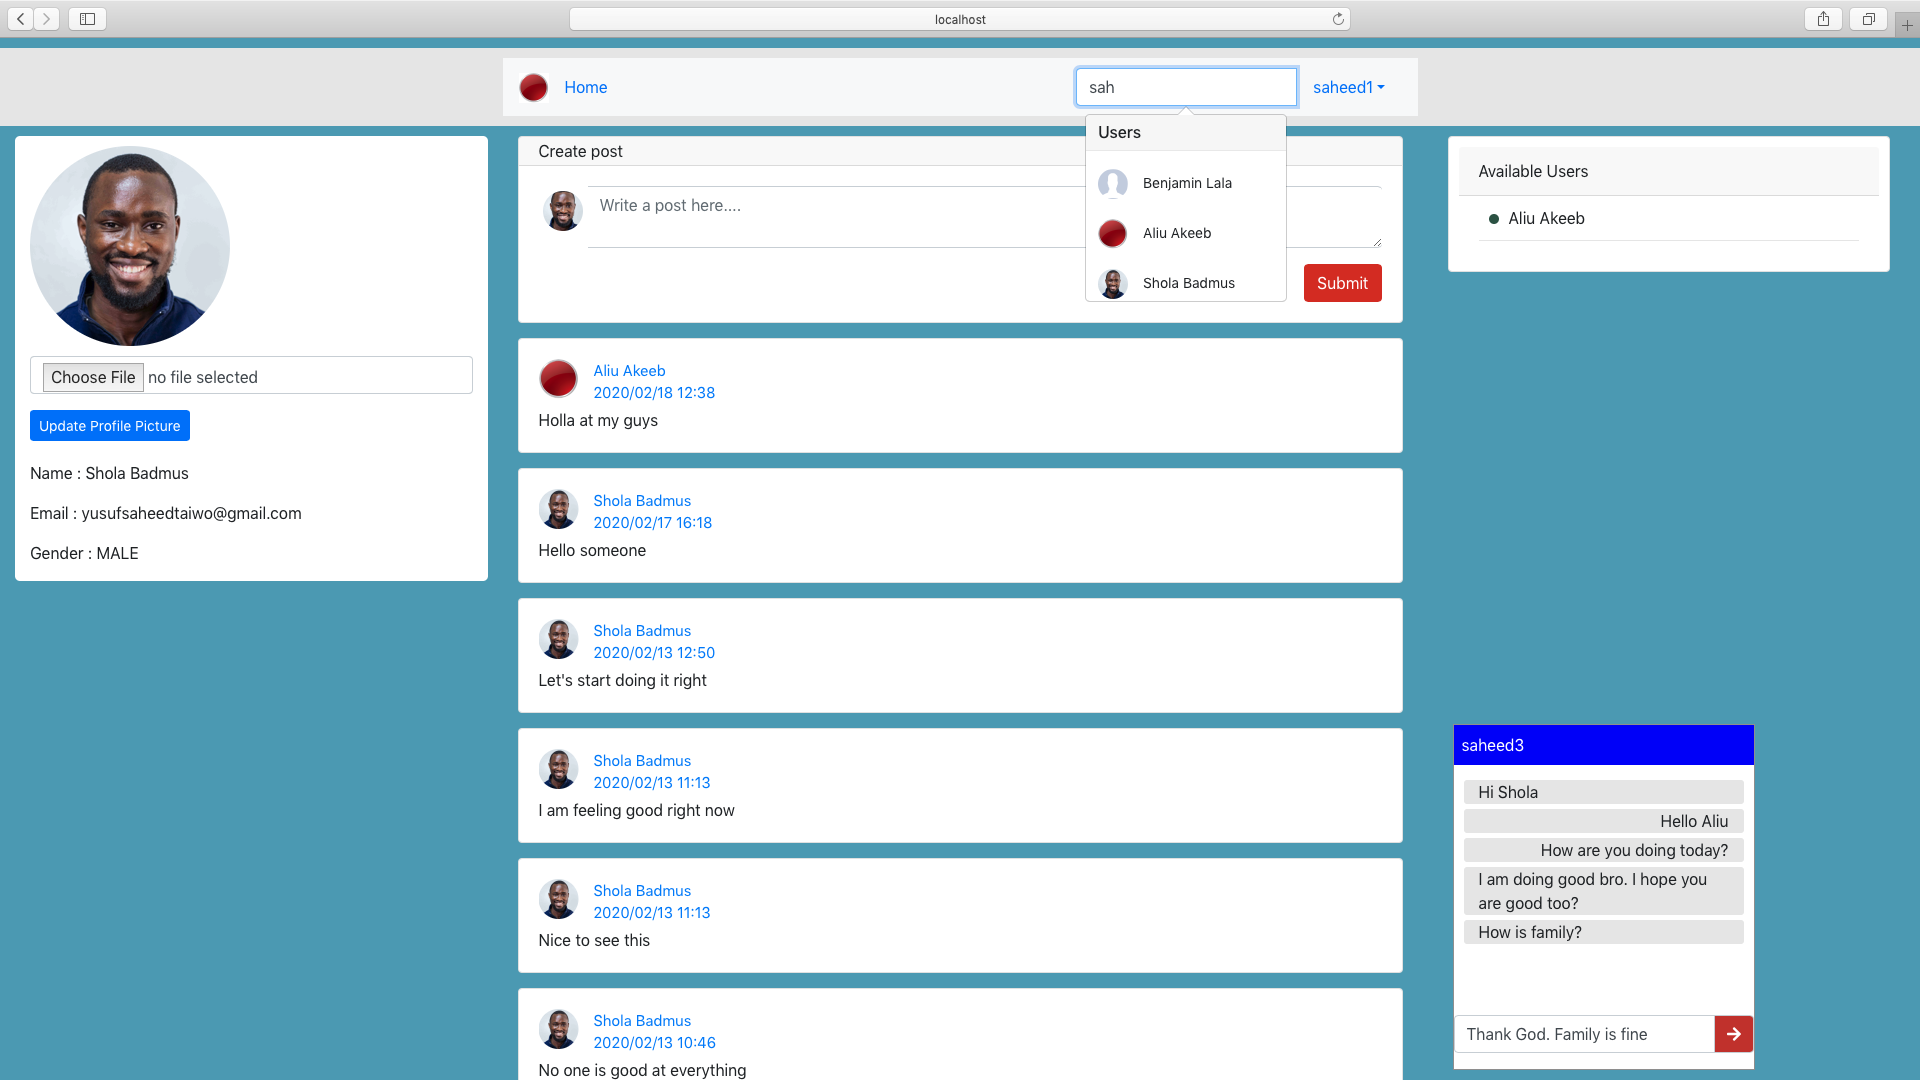 localhost
Home
sah
saheed1
Users
Benjamin Lala
Aliu Akeeb
Shola Badmus
Choose File no file selected
Update Profile Picture
Name : Shola Badmus
Email : yusufsaheedtaiwo@gmail.com
Gender : MALE
Create post
Write a post here....
Submit
Aliu Akeeb
2020/02/18 12:38
Holla at my guys
Shola Badmus
2020/02/17 16:18
Hello someone
Shola Badmus
2020/02/13 12:50
Let's start doing it right
Shola Badmus
2020/02/13 11:13
I am feeling good right now
Shola Badmus
2020/02/13 11:13
Nice to see this
Shola Badmus
2020/02/13 10:46
No one is good at everything
Available Users
Aliu Akeeb
saheed3
Hi Shola
Hello Aliu
How are you doing today?
I am doing good bro. I hope you
are good too?
How is family?
Thank God. Family is fine